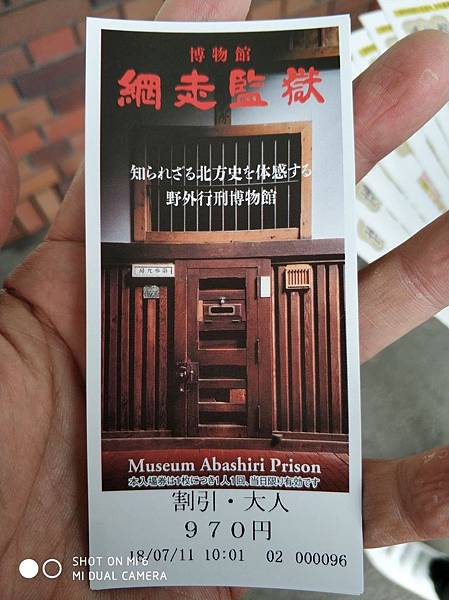 博物館
網走監獄
知られざる北方史を体感する
野外行刑博物館
Museum Abashiri Prison
本入場券は1枚につき1人1回、当日限り有効です
割引・大人
970円
18/07/11 10:01 02 000096
SHOT ON MI 6
MI DUAL CAMERA